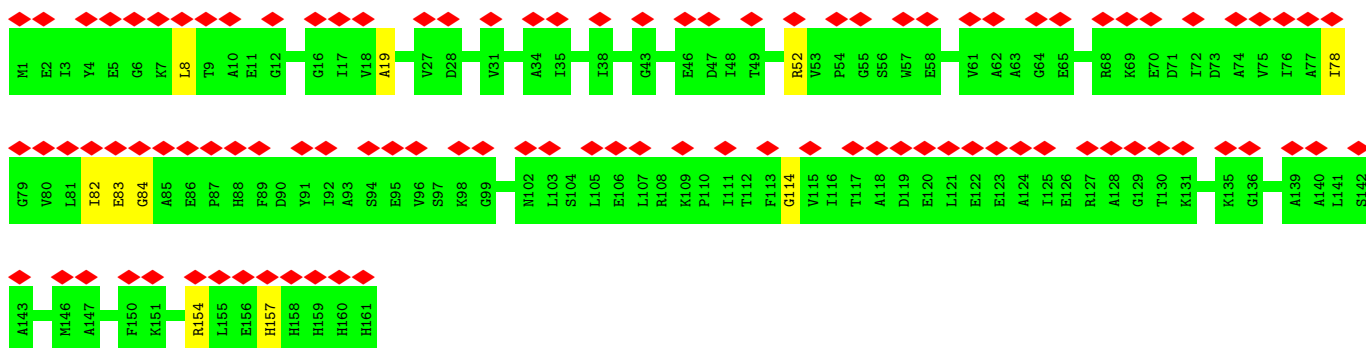 M1 E2 I3 Y4 E5 G6 K7 L8 T9 A10 E11 G12 G16 I17 V18 A19 V27 D28 V31 A34 I35 I38 G43 E46 D47 I48 T49 R52 V53 P54 G55 S56 W57 E58 V61 A62 A63 G64 E65 R68 K69 E70 D71 I72 D73 A74 V75 I76 A77 I78
G79 V80 L81 I82 E83 G84 A85 E86 P87 H88 F89 D90 Y91 I92 A93 S94 E95 V96 S97 K98 G99 N102 L103 S104 L105 E106 L107 R108 K109 P110 I111 T112 F113 G114 V115 I116 T117 A118 D119 E120 L121 E122 E123 A124 I125 E126 R127 A128 G129 T130 K131 K135 G136 A139 A140 L141 S142
A143 M146 A147 F150 K151 R154 L155 E156 H157 H158 H159 H160 H161